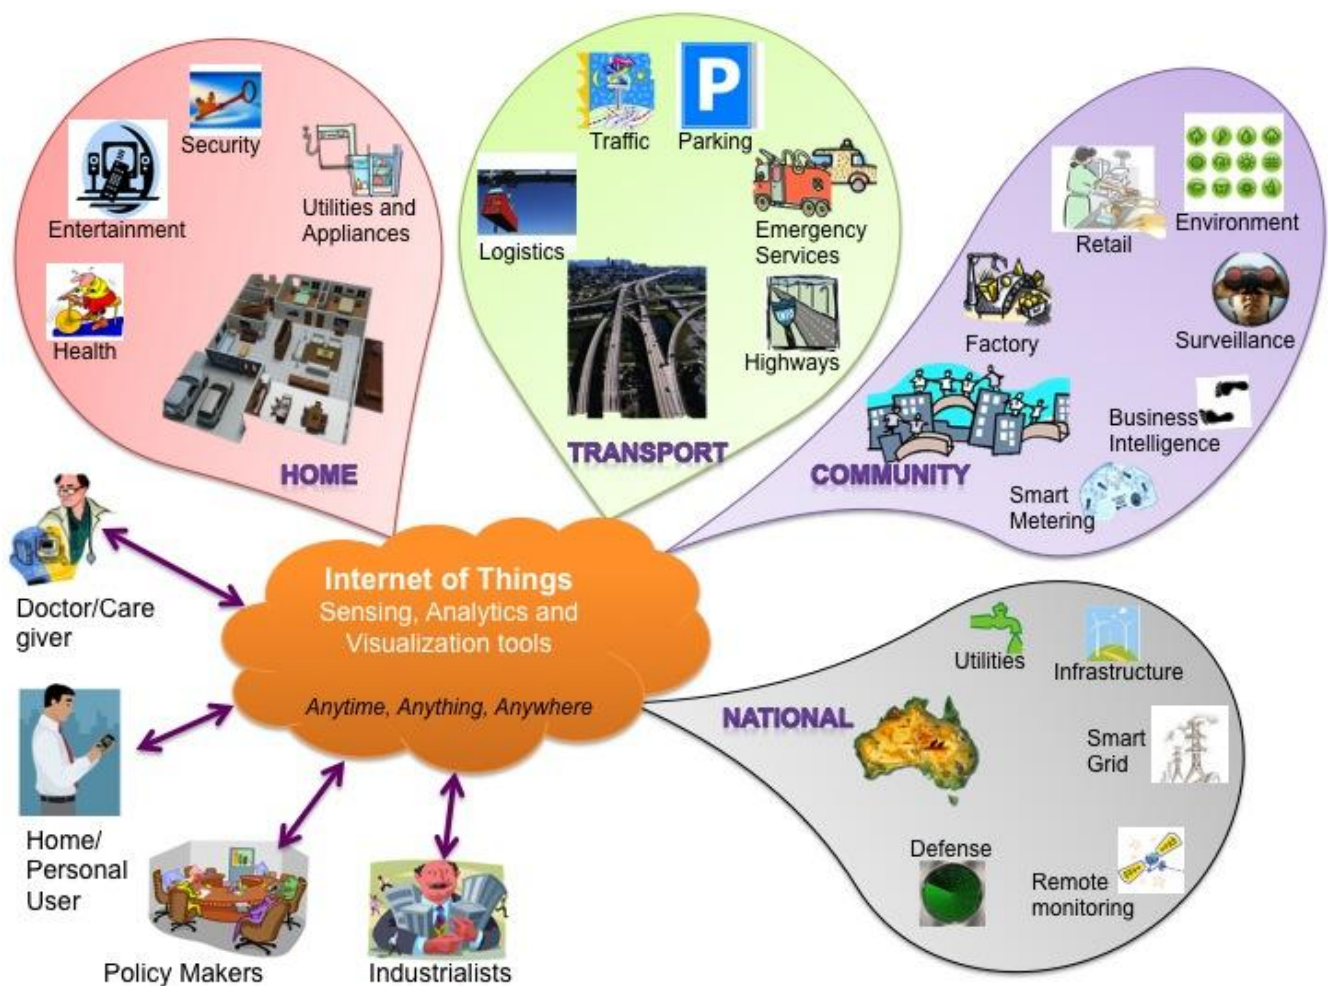 Security
Entertainment
Utilities and
Appliances
Health
HOME
Traffic
Parking
P
Logistics
Emergency
Services
Highways
TRANSPORT
Retail
Environment
Factory
Surveillance
Business
Intelligence
Smart
Metering
COMMUNITY
Internet of Things
Sensing, Analytics and
Visualization tools
Anytime, Anything, Anywhere
NATIONAL
Utilities
Infrastructure
Smart
Grid
Defense
Remote
monitoring
Doctor/Care
giver
Home/
Personal
User
Policy Makers
Industrialists